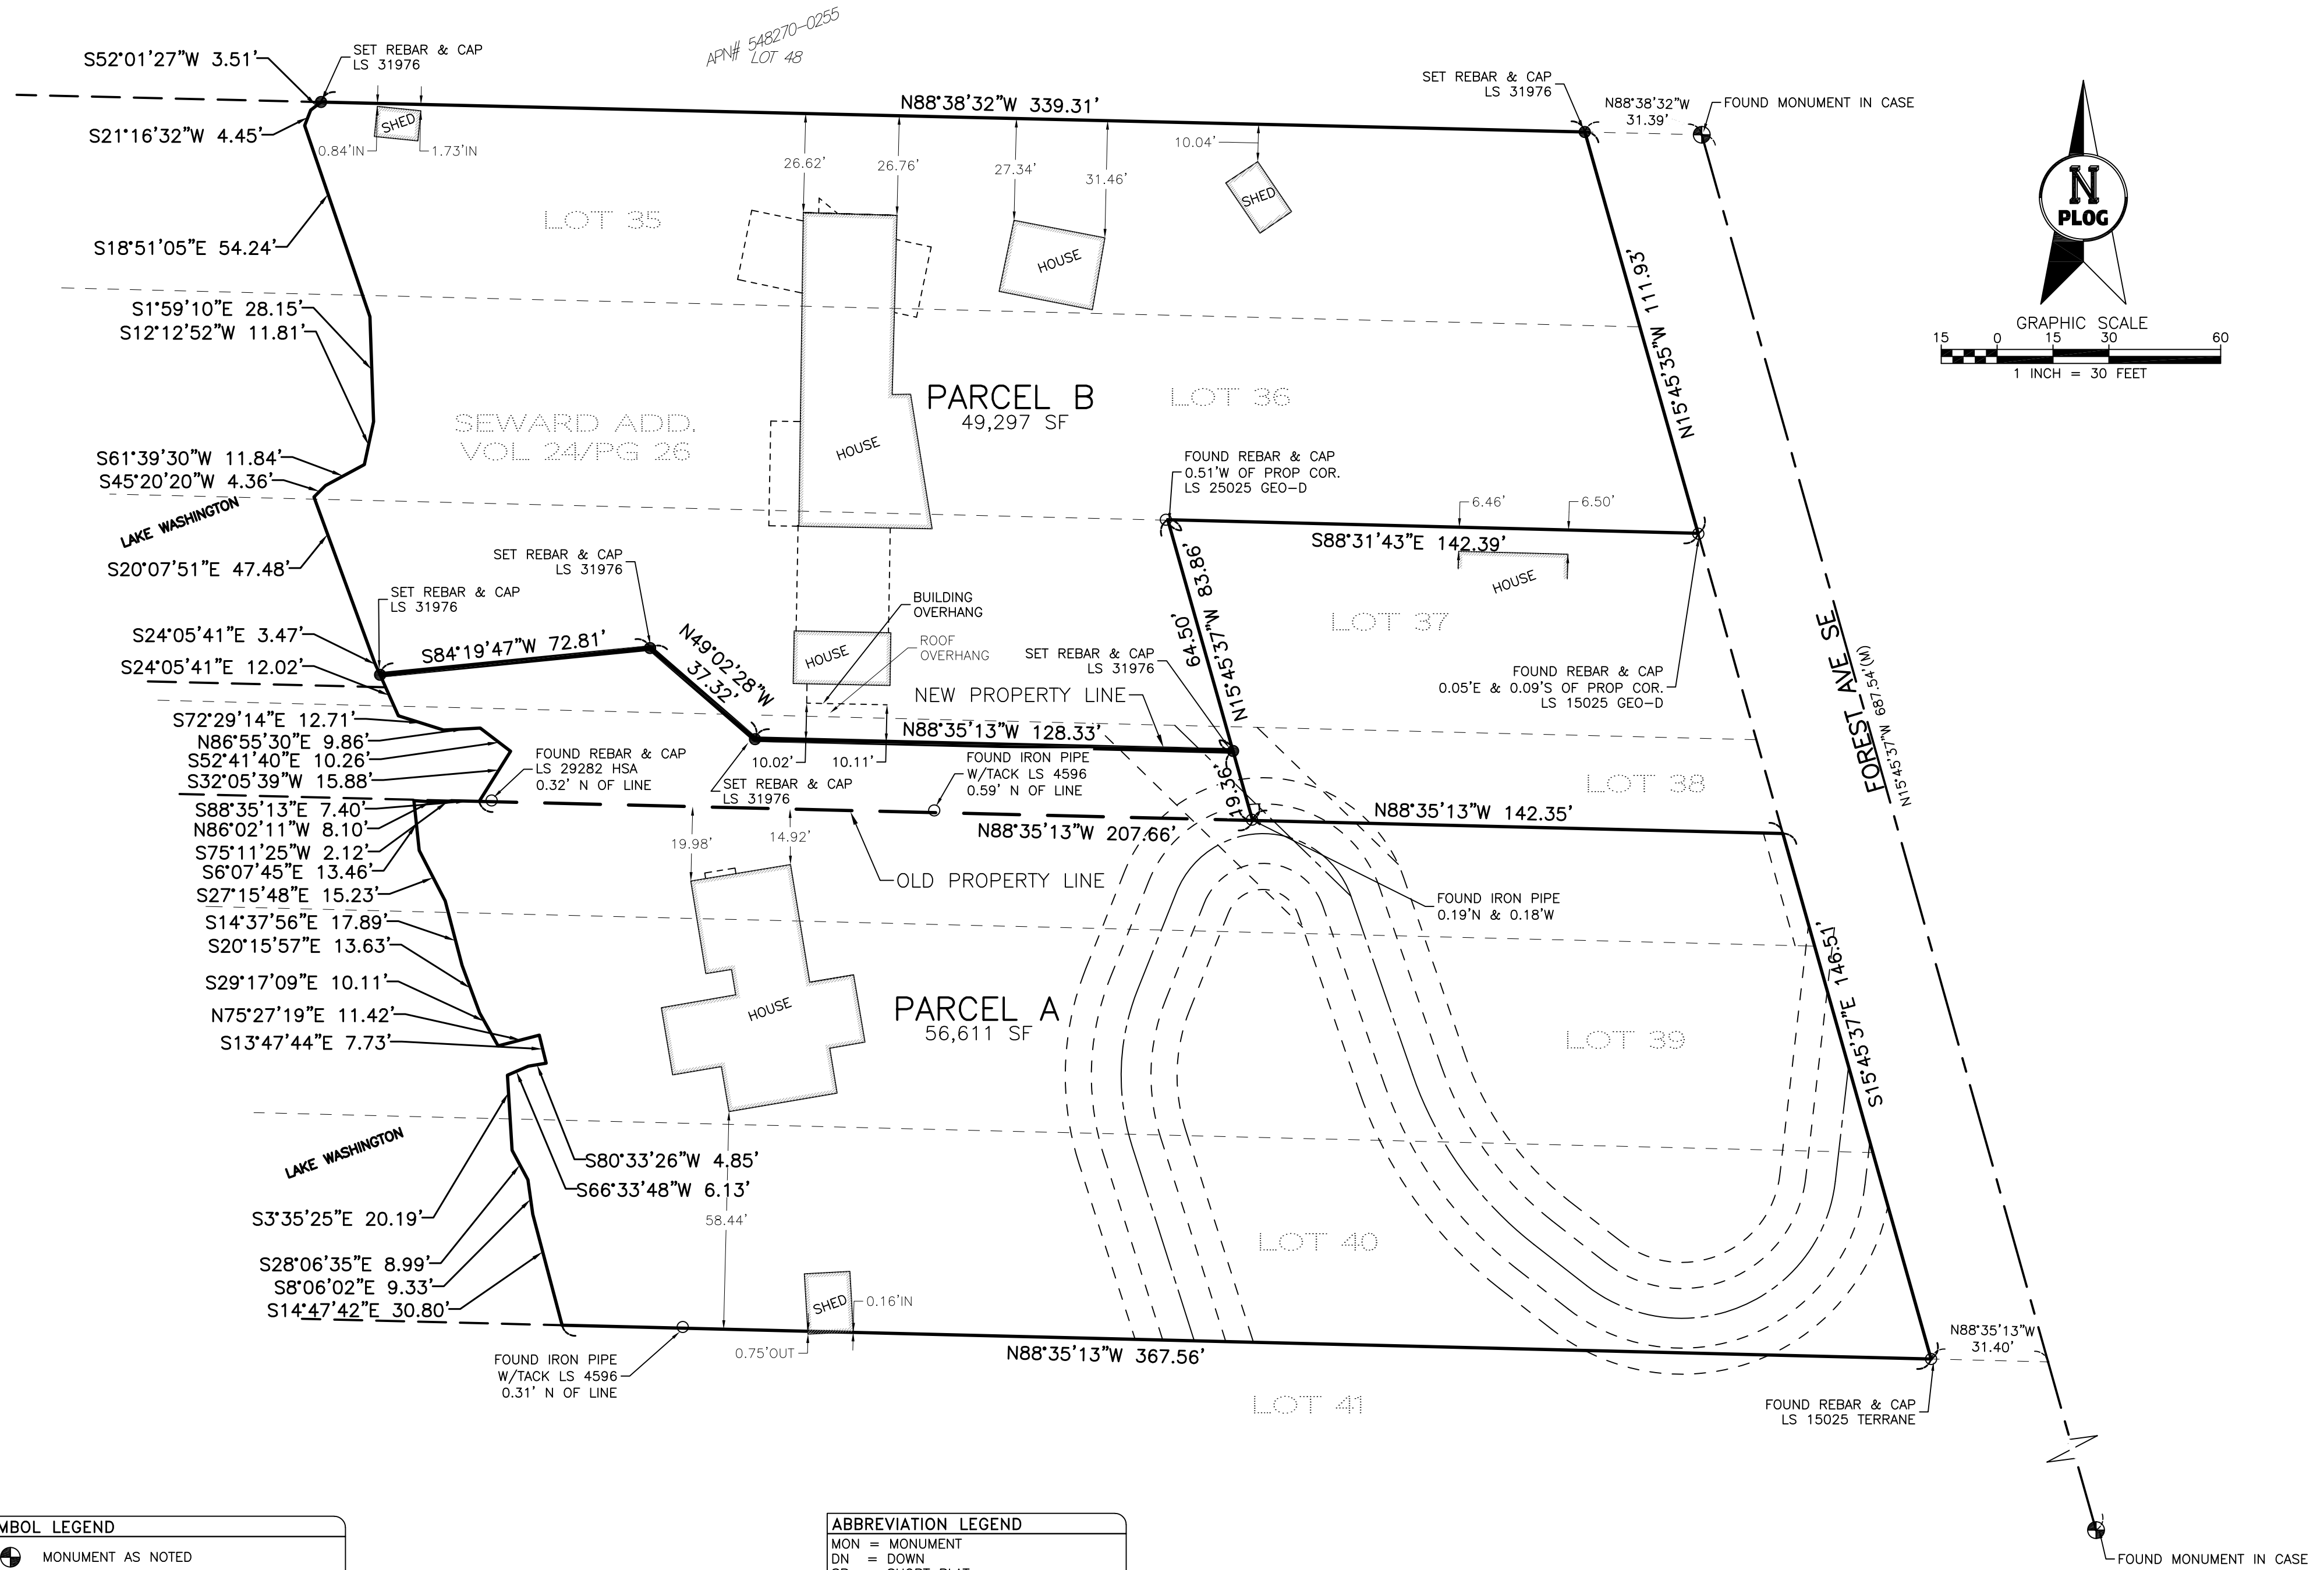 APN# 548270-0255
LOT 48
S52°01'27"W 3.51'
SET REBAR & CAP
LS 31976
SET REBAR & CAP
LS 31976
N88°38'32"W
31.39'
FOUND MONUMENT IN CASE
N88°38'32"W 339.31'
S21°16'32"W 4.45'
SHED
0.84'IN
1.73'IN
26.62'
26.76'
27.34'
31.46'
10.04'
SHED
N
PLOG
GRAPHIC SCALE
15 0 15 30 60
1 INCH = 30 FEET
LOT 35
S18°51'05"E 54.24'
HOUSE
N15°45'35"W 111.93'
S1°59'10"E 28.15'
S12°12'52"W 11.81'
PARCEL B
49,297 SF
LOT 36
SEWARD ADD.
VOL 24/PG 26
HOUSE
S61°39'30"W 11.84'
S45°20'20"W 4.36'
LAKE WASHINGTON
FOUND REBAR & CAP
0.51'W OF PROP COR.
LS 25025 GEO-D
6.46'
6.50'
S88°31'43"E 142.39'
HOUSE
S20°07'51"E 47.48'
SET REBAR & CAP
LS 31976
SET REBAR & CAP
LS 31976
BUILDING
OVERHANG
ROOF
OVERHANG
N15°45'37"W 83.86'
64.50'
LOT 37
S24°05'41"E 3.47'
S24°05'41"E 12.02'
S84°19'47"W 72.81'
N49°02'28"W
37.32'
HOUSE
SET REBAR & CAP
LS 31976
NEW PROPERTY LINE
FOUND REBAR & CAP
0.05'E & 0.09'S OF PROP COR.
LS 15025 GEO-D
FOREST AVE SE
N15°45'37"W 687.54'(M)
S72°29'14"E 12.71'
N86°55'30"E 9.86'
S52°41'40"E 10.26'
S32°05'39"W 15.88'
FOUND REBAR & CAP
LS 29282 HSA
0.32' N OF LINE
N88°35'13"W 128.33'
10.02'
10.11'
SET REBAR & CAP
LS 31976
FOUND IRON PIPE
W/TACK LS 4596
0.59' N OF LINE
19.36'
LOT 38
S88°35'13"E 7.40'
N86°02'11"W 8.10'
S75°11'25"W 2.12'
S6°07'45"E 13.46'
S27°15'48"E 15.23'
N88°35'13"W 207.66'
N88°35'13"W 142.35'
19.98'
14.92'
OLD PROPERTY LINE
FOUND IRON PIPE
0.19'N & 0.18'W
S14°37'56"E 17.89'
S20°15'57"E 13.63'
S29°17'09"E 10.11'
N75°27'19"E 11.42'
S13°47'44"E 7.73'
HOUSE
PARCEL A
56,611 SF
S15°45'37"E 146.51'
LOT 39
LAKE WASHINGTON
S80°33'26"W 4.85'
S66°33'48"W 6.13'
S3°35'25"E 20.19'
58.44'
LOT 40
S28°06'35"E 8.99'
S8°06'02"E 9.33'
S14°47'42"E 30.80'
SHED
0.16'IN
0.75'OUT
FOUND IRON PIPE
W/TACK LS 4596
0.31' N OF LINE
N88°35'13"W 367.56'
N88°35'13"W
31.40'
LOT 41
FOUND REBAR & CAP
LS 15025 TERRANE
MBOL LEGEND
MONUMENT AS NOTED
ABBREVIATION LEGEND
MON = MONUMENT
DN = DOWN
FOUND MONUMENT IN CASE